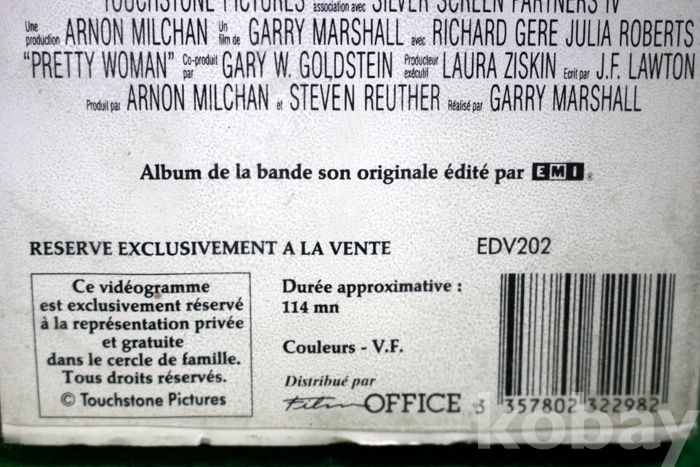 TOUCHSTONE PICTURES association avec SILVER SCREEN PARTNERS IV
Une production ARNON MILCHAN Un film de GARRY MARSHALL avec RICHARD GERE JULIA ROBERTS
"PRETTY WOMAN" Co-produit par GARY W. GOLDSTEIN Producteur exécutif LAURA ZISKIN Ecrit par J.F. LAWTON
Produit par ARNON MILCHAN et STEVEN REUTHER Réalisé par GARRY MARSHALL
Album de la bande son originale édité par EMI
RESERVE EXCLUSIVEMENT A LA VENTE EDV202
Ce vidéogramme
est exclusivement réservé
à la représentation privée
et gratuite
dans le cercle de famille.
Tous droits réservés.
© Touchstone Pictures
Durée approximative :
114 mn
Couleurs - V.F.
Distribué par
Film OFFICE
3 357802 322982
kobay